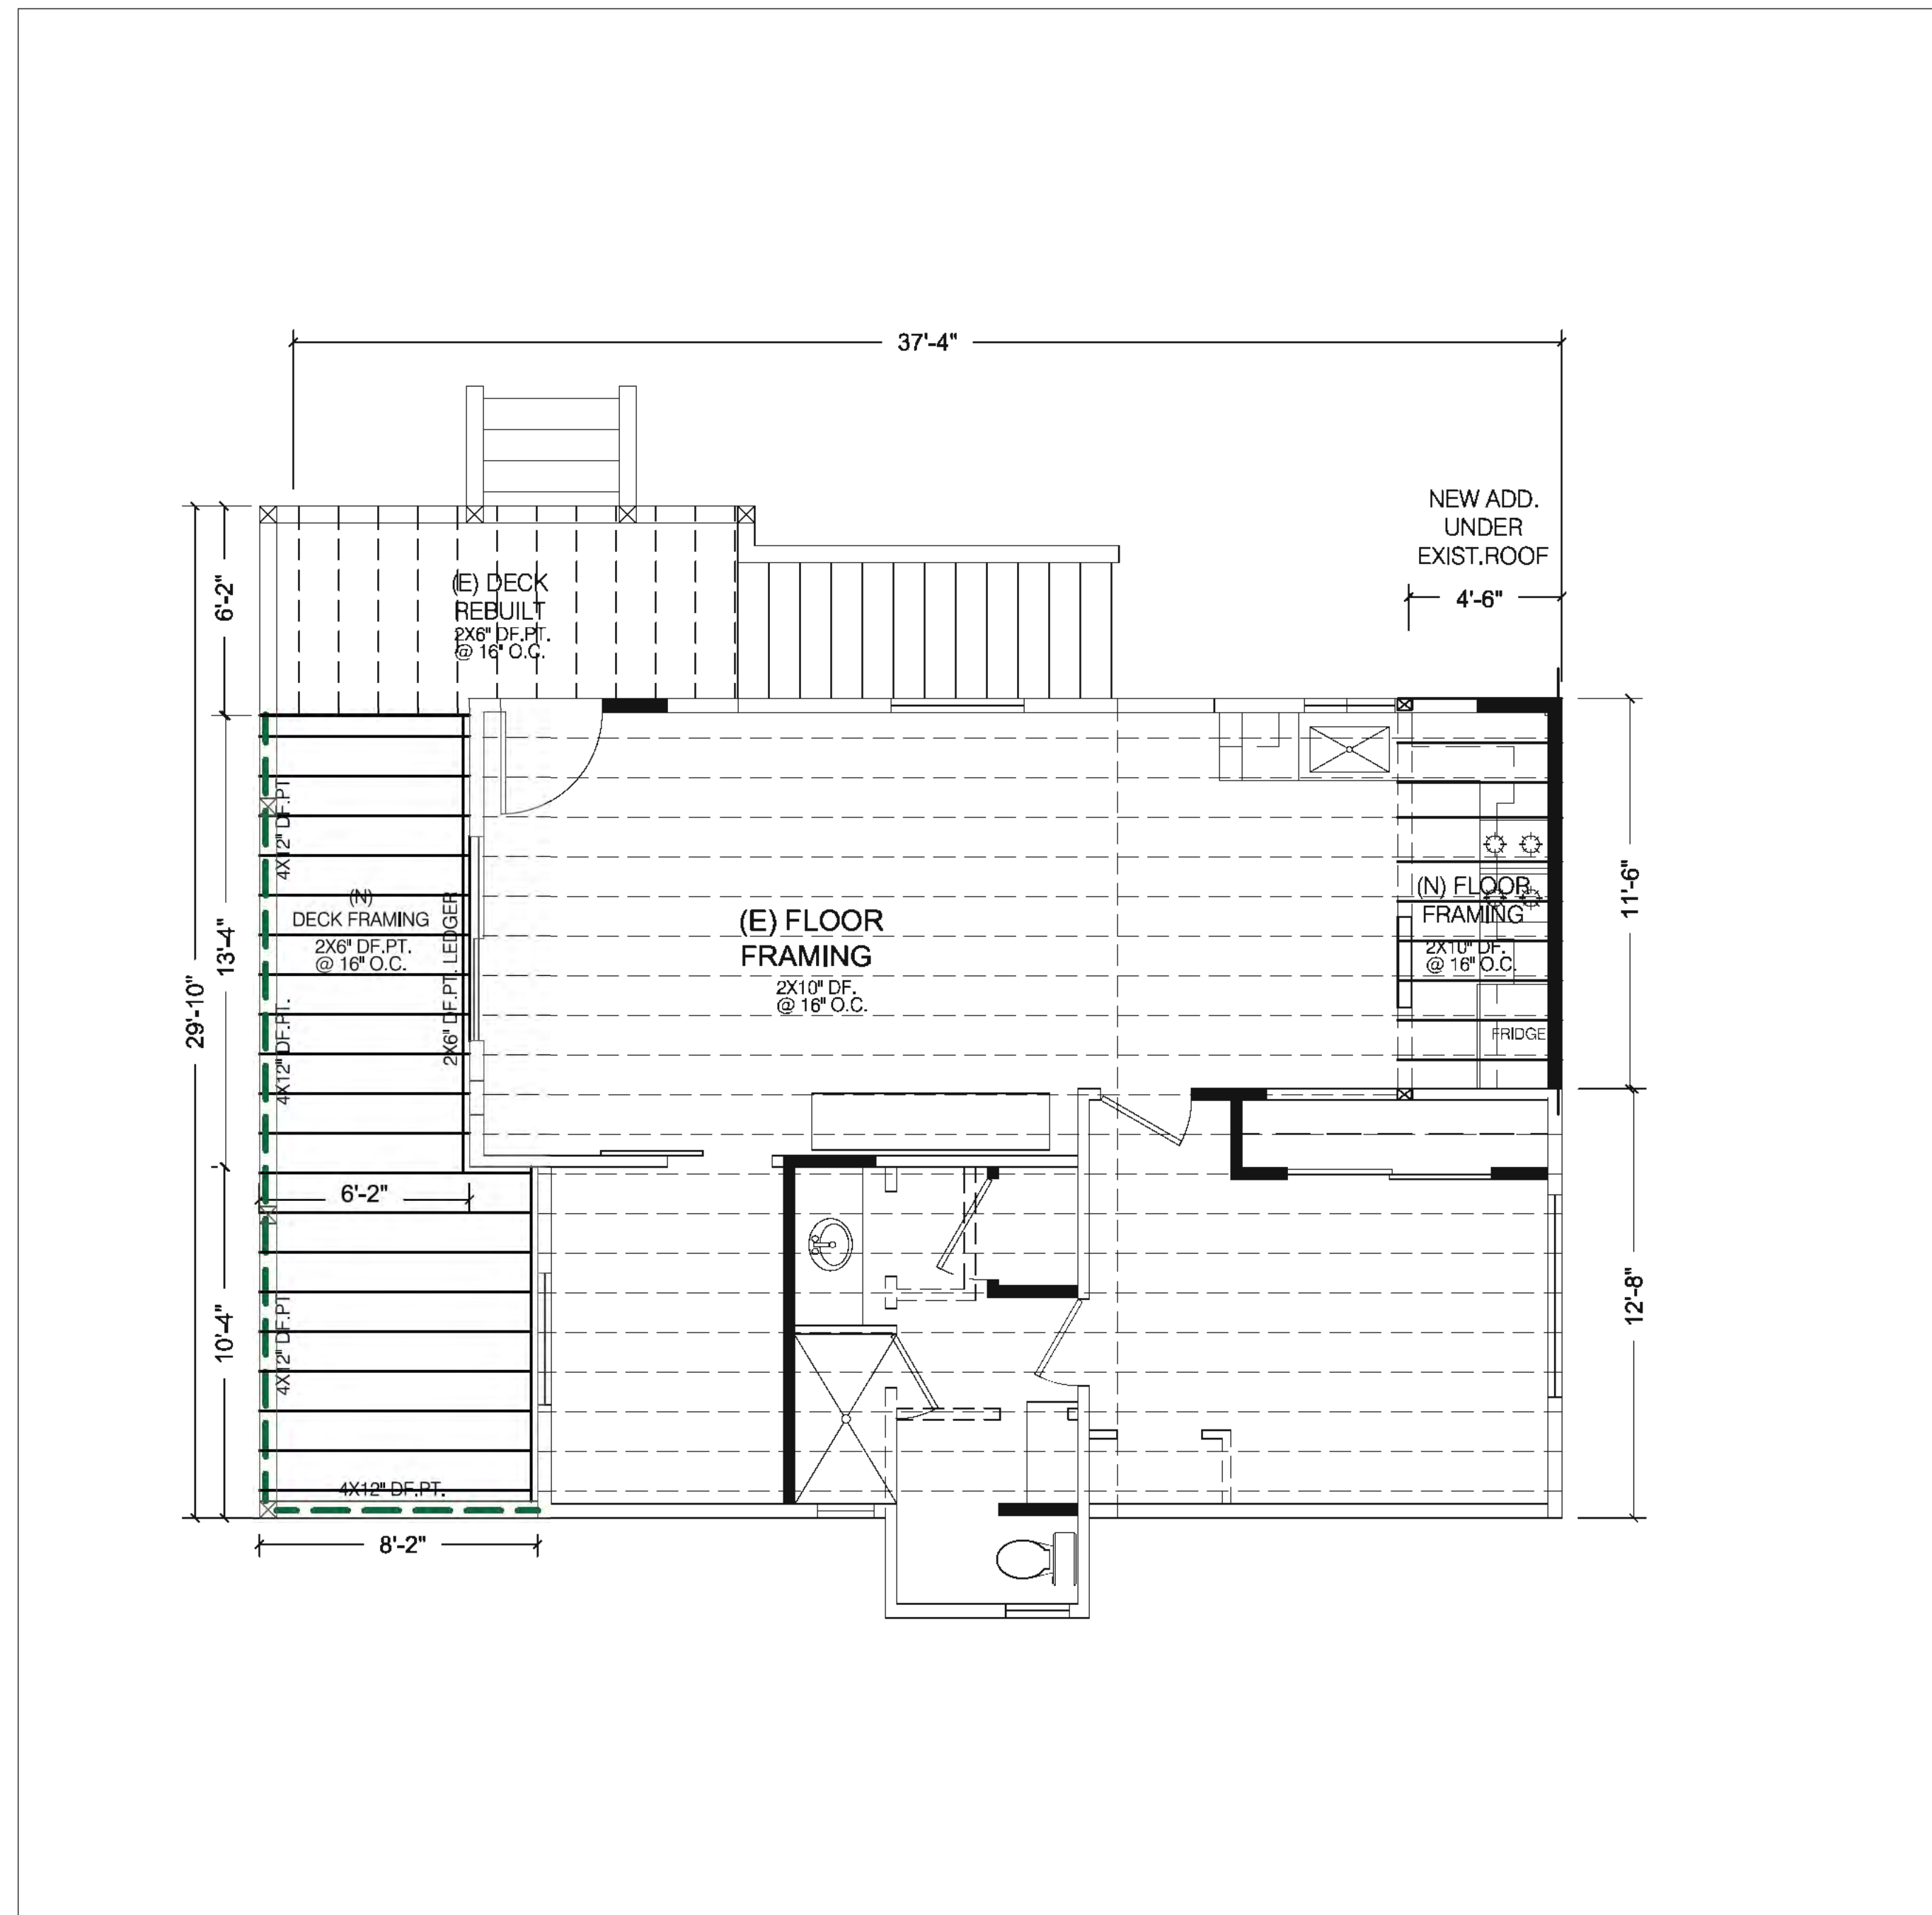 37'-4"
NEW ADD.
UNDER
EXIST.ROOF
4'-6"
6'-2"
(E) DECK
REBUILT
2X6" DF.PT.
@ 16" O.C.
29'-10"
13'-4"
10'-4"
4X12" DF.PT
4X12" DF.PT.
4X12" DF.PT
(N)
DECK FRAMING
2X6" DF.PT.
@ 16" O.C.
2X6" DF.PT. LEDGER
(E) FLOOR
FRAMING
2X10" DF.
@ 16" O.C.
(N) FLOOR
FRAMING
2X10" DF.
@ 16" O.C.
FRIDGE
11'-6"
12'-8"
6'-2"
4X12" DF.PT.
8'-2"